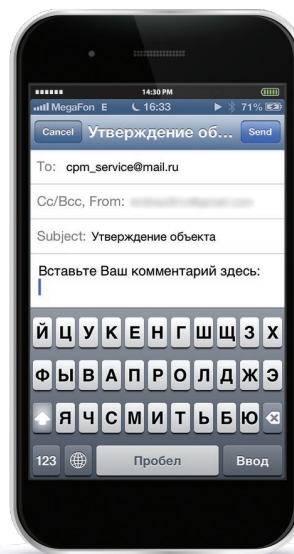 14:30 PM
MegaFon E 16:33 71%
Cancel Утверждение об... Send
To: cpm_service@mail.ru
Cc/Bcc, From:
Subject: Утверждение объекта
Вставьте Ваш комментарий здесь:
Й Ц У К Е Н Г Ш Щ З Х
Ф Ы В А П Р О Л Д Ж Э
Я Ч С М И Т Ь Б Ю
123 Пробел Ввод